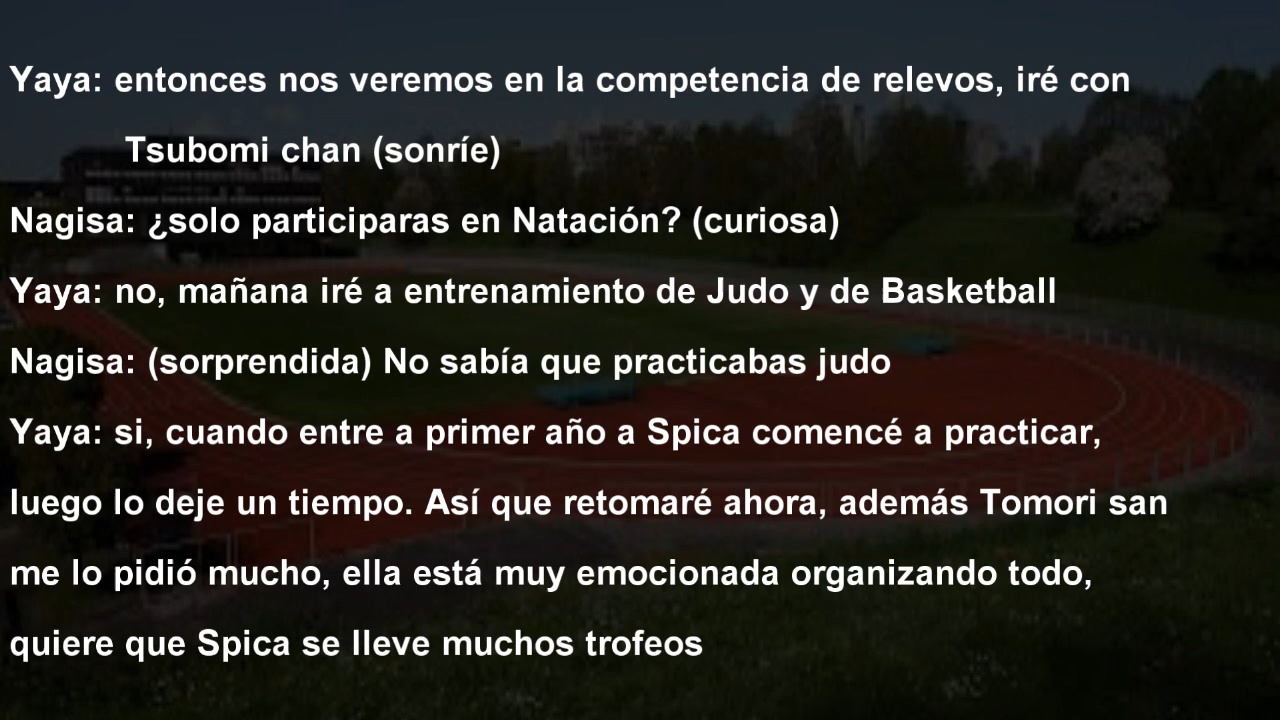 Yaya: entonces nos veremos en la competencia de relevos, iré con
Tsubomi chan (sonríe)
Nagisa: ¿solo participaras en Natación? (curiosa)
Yaya: no, mañana iré a entrenamiento de Judo y de Basketball
Nagisa: (sorprendida) No sabía que practicabas judo
Yaya: si, cuando entre a primer año a Spica comencé a practicar,
luego lo deje un tiempo. Así que retomaré ahora, además Tomori san
me lo pidió mucho, ella está muy emocionada organizando todo,
quiere que Spica se lleve muchos trofeos